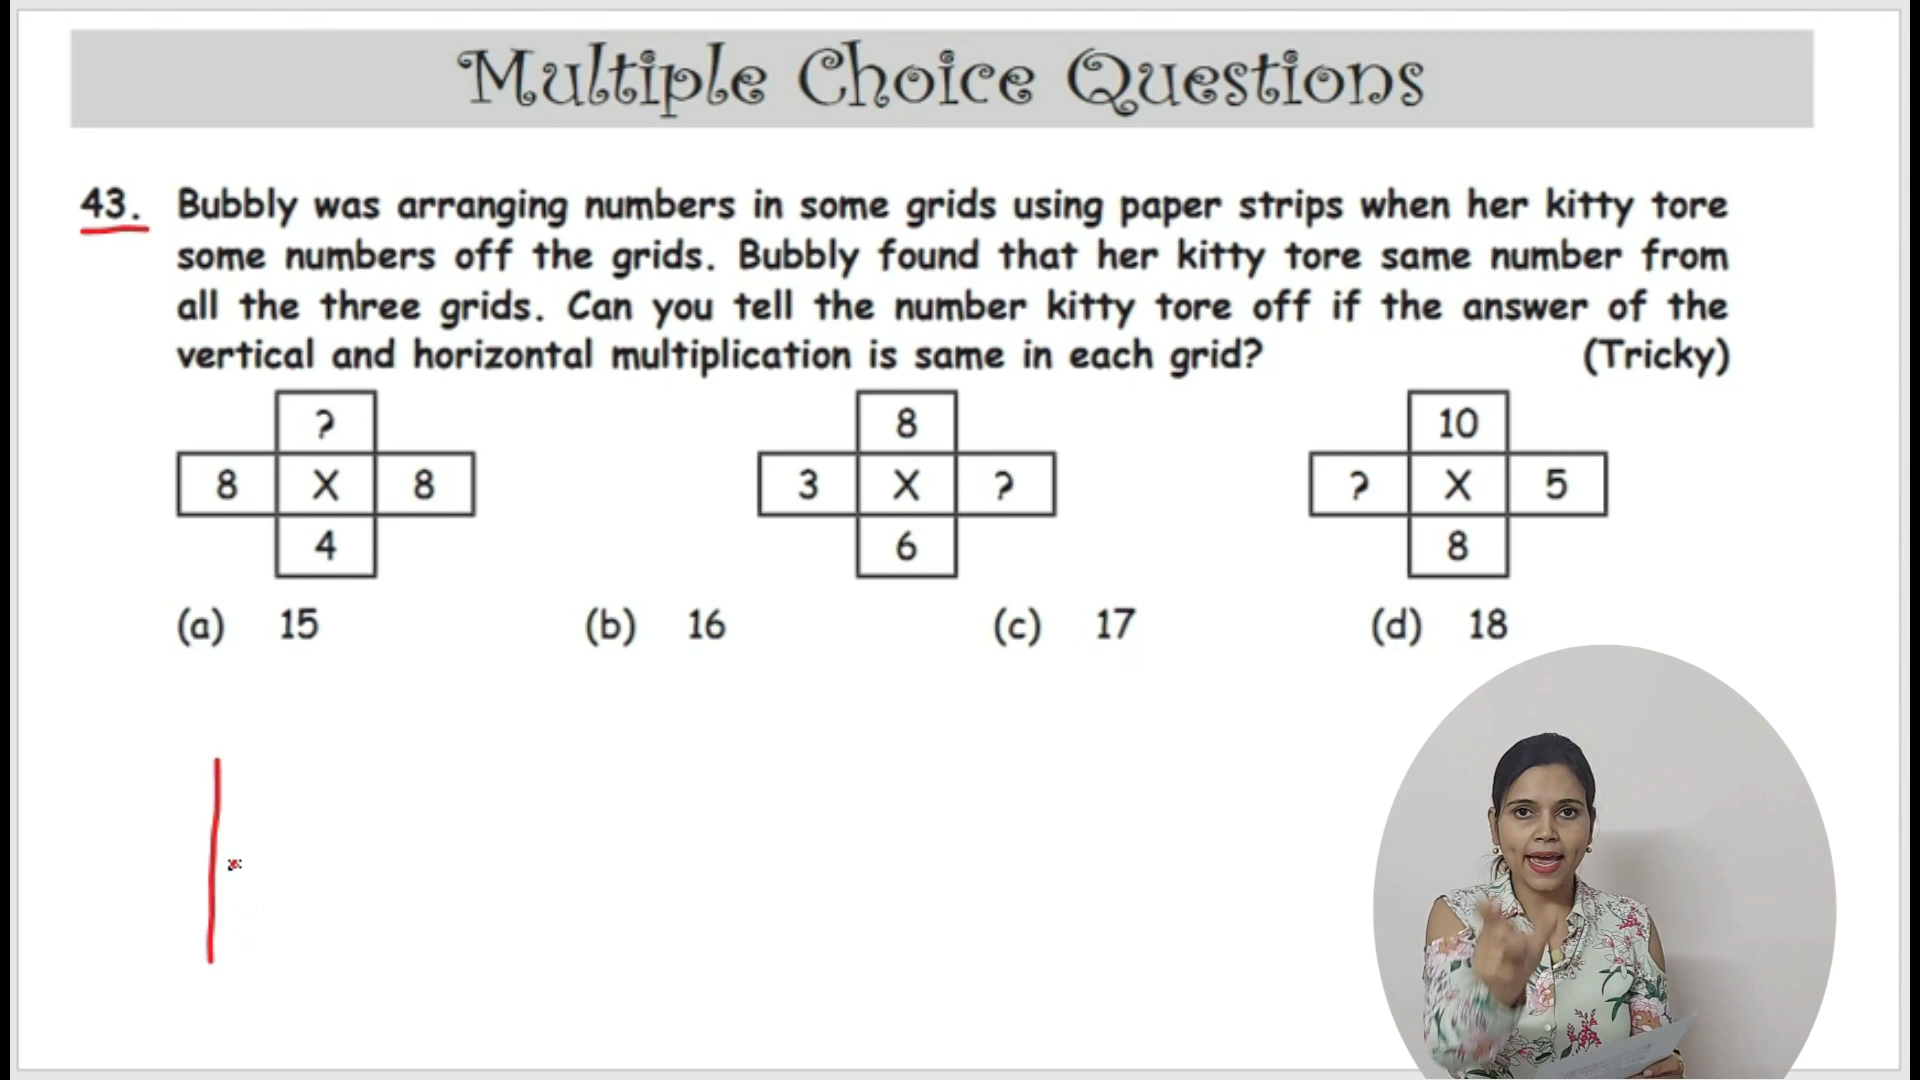 Multiple Choice Questions
43. Bubbly was arranging numbers in some grids using paper strips when her kitty tore
some numbers off the grids. Bubbly found that her kitty tore same number from
all the three grids. Can you tell the number kitty tore off if the answer of the
vertical and horizontal multiplication is same in each grid? (Tricky)
? 8 10
8 X 8 3 X ? ? X 5
4 6 8
(a) 15 (b) 16 (c) 17 (d) 18